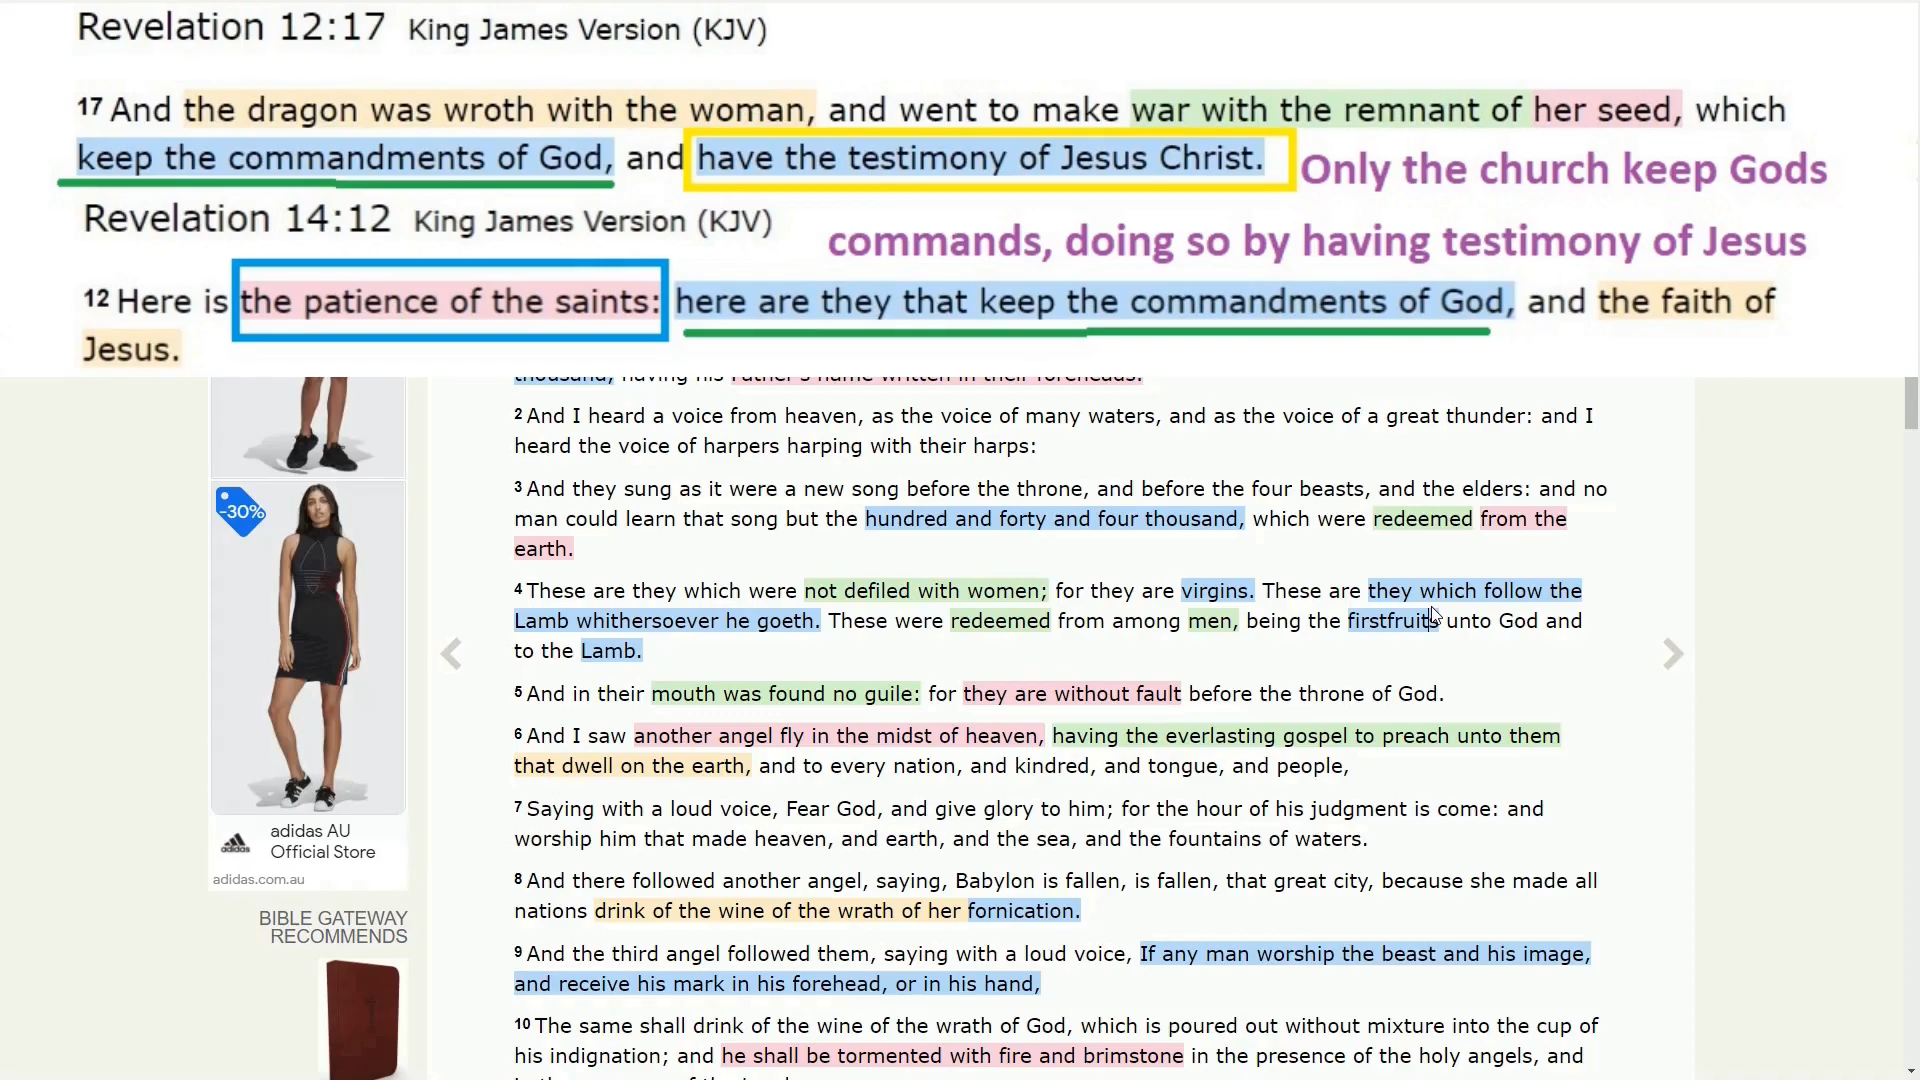 Revelation 12:17 King James Version (KJV)
17 And the dragon was wroth with the woman, and went to make war with the remnant of her seed, which
keep the commandments of God, and have the testimony of Jesus Christ. Only the church keep Gods
commands, doing so by having testimony of Jesus
Revelation 14:12 King James Version (KJV)
12 Here is the patience of the saints: here are they that keep the commandments of God, and the faith of
Jesus.
thousand, having his Father's name written in their foreheads.
2 And I heard a voice from heaven, as the voice of many waters, and as the voice of a great thunder: and I
heard the voice of harpers harping with their harps:
3 And they sung as it were a new song before the throne, and before the four beasts, and the elders: and no
man could learn that song but the hundred and forty and four thousand, which were redeemed from the
earth.
4 These are they which were not defiled with women; for they are virgins. These are they which follow the
Lamb whithersoever he goeth. These were redeemed from among men, being the firstfruits unto God and
to the Lamb.
5 And in their mouth was found no guile: for they are without fault before the throne of God.
6 And I saw another angel fly in the midst of heaven, having the everlasting gospel to preach unto them
that dwell on the earth, and to every nation, and kindred, and tongue, and people,
7 Saying with a loud voice, Fear God, and give glory to him; for the hour of his judgment is come: and
worship him that made heaven, and earth, and the sea, and the fountains of waters.
8 And there followed another angel, saying, Babylon is fallen, is fallen, that great city, because she made all
nations drink of the wine of the wrath of her fornication.
9 And the third angel followed them, saying with a loud voice, If any man worship the beast and his image,
and receive his mark in his forehead, or in his hand,
10 The same shall drink of the wine of the wrath of God, which is poured out without mixture into the cup of
his indignation; and he shall be tormented with fire and brimstone in the presence of the holy angels, and
-30%
adidas
adidas AU
Official Store
adidas.com.au
BIBLE GATEWAY
RECOMMENDS